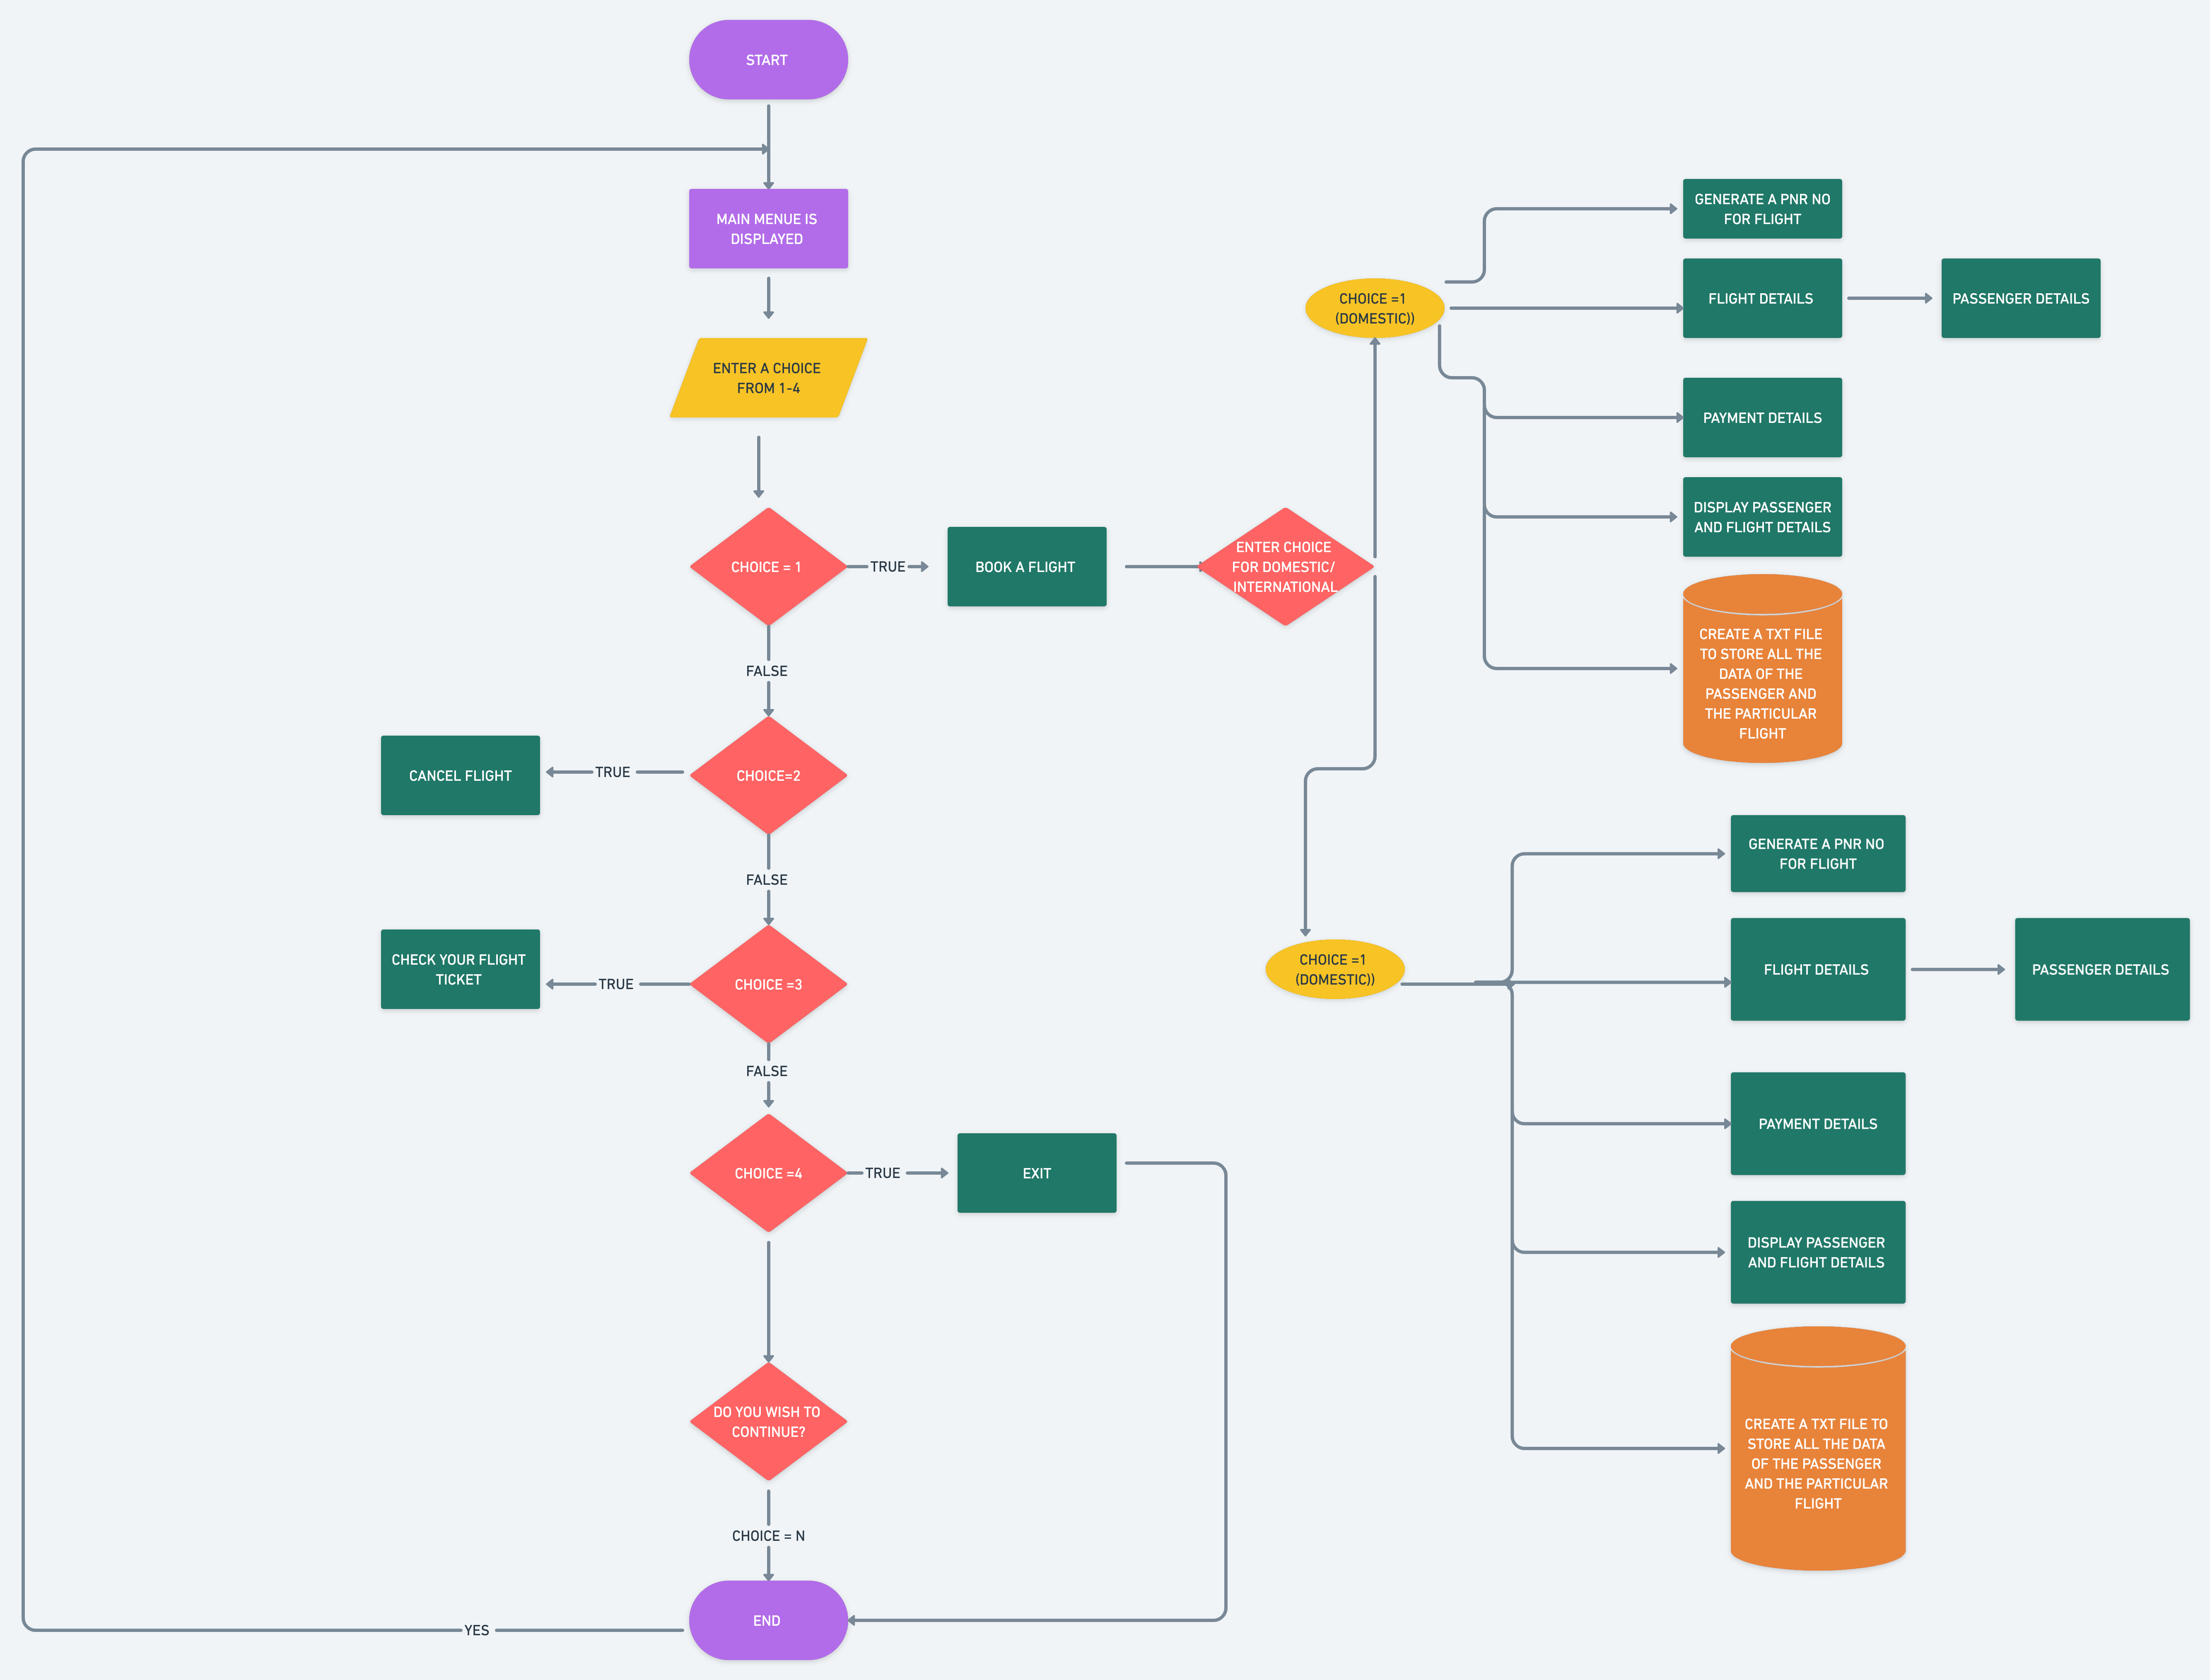 START
MAIN MENUE IS
DISPLAYED
ENTER A CHOICE
FROM 1-4
CHOICE = 1
TRUE
BOOK A FLIGHT
ENTER CHOICE
FOR DOMESTIC/
INTERNATIONAL
CHOICE =1
(DOMESTIC))
GENERATE A PNR NO
FOR FLIGHT
FLIGHT DETAILS
PASSENGER DETAILS
PAYMENT DETAILS
DISPLAY PASSENGER
AND FLIGHT DETAILS
CREATE A TXT FILE
TO STORE ALL THE
DATA OF THE
PASSENGER AND
THE PARTICULAR
FLIGHT
FALSE
CHOICE=2
TRUE
CANCEL FLIGHT
FALSE
CHOICE =3
TRUE
CHECK YOUR FLIGHT
TICKET
FALSE
CHOICE =4
TRUE
EXIT
DO YOU WISH TO
CONTINUE?
CHOICE = N
END
YES
CHOICE =1
(DOMESTIC))
GENERATE A PNR NO
FOR FLIGHT
FLIGHT DETAILS
PASSENGER DETAILS
PAYMENT DETAILS
DISPLAY PASSENGER
AND FLIGHT DETAILS
CREATE A TXT FILE TO
STORE ALL THE DATA
OF THE PASSENGER
AND THE PARTICULAR
FLIGHT